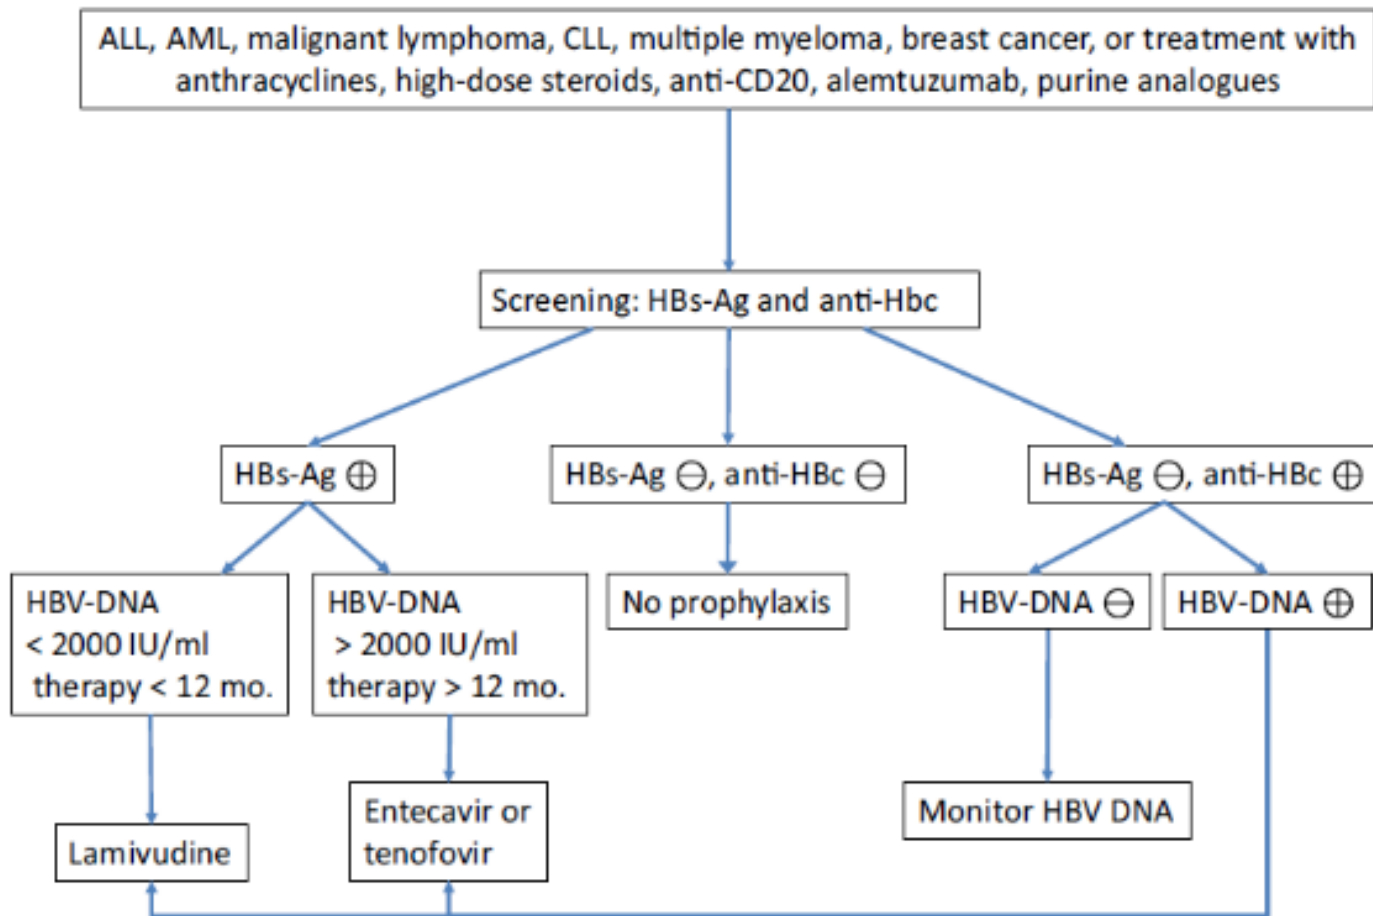 ALL, AML, malignant lymphoma, CLL, multiple myeloma, breast cancer, or treatment with
anthracyclines, high-dose steroids, anti-CD20, alemtuzumab, purine analogues
Screening: HBs-Ag and anti-Hbc
HBs-Ag ⊕
HBs-Ag ⊖, anti-HBc ⊖
HBs-Ag ⊖, anti-HBc ⊕
HBV-DNA
< 2000 IU/ml
therapy < 12 mo.
HBV-DNA
> 2000 IU/ml
therapy > 12 mo.
No prophylaxis
HBV-DNA ⊖
HBV-DNA ⊕
Lamivudine
Entecavir or
tenofovir
Monitor HBV DNA